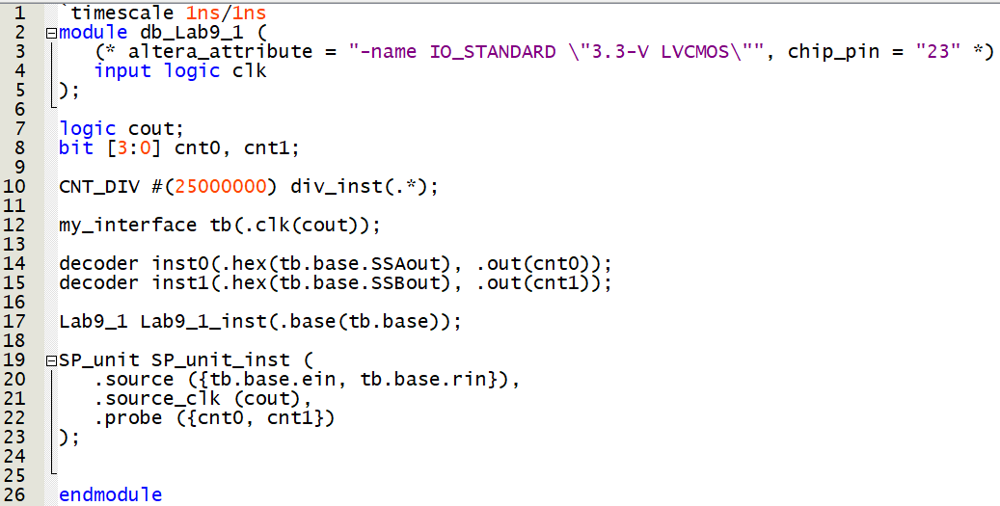 1 `timescale 1ns/1ns
2 module db_Lab9_1 (
3 (* altera_attribute = "-name IO_STANDARD \"3.3-V LVCMOS\"", chip_pin = "23" *)
4 input logic clk
5 );
6
7 logic cout;
8 bit [3:0] cnt0, cnt1;
9
10 CNT_DIV #(25000000) div_inst(.*);
11
12 my_interface tb(.clk(cout));
13
14 decoder inst0(.hex(tb.base.SSAout), .out(cnt0));
15 decoder inst1(.hex(tb.base.SSBout), .out(cnt1));
16
17 Lab9_1 Lab9_1_inst(.base(tb.base));
18
19 SP_unit SP_unit_inst (
20 .source ({tb.base.ein, tb.base.rin}),
21 .source_clk (cout),
22 .probe ({cnt0, cnt1})
23 );
24
25
26 endmodule